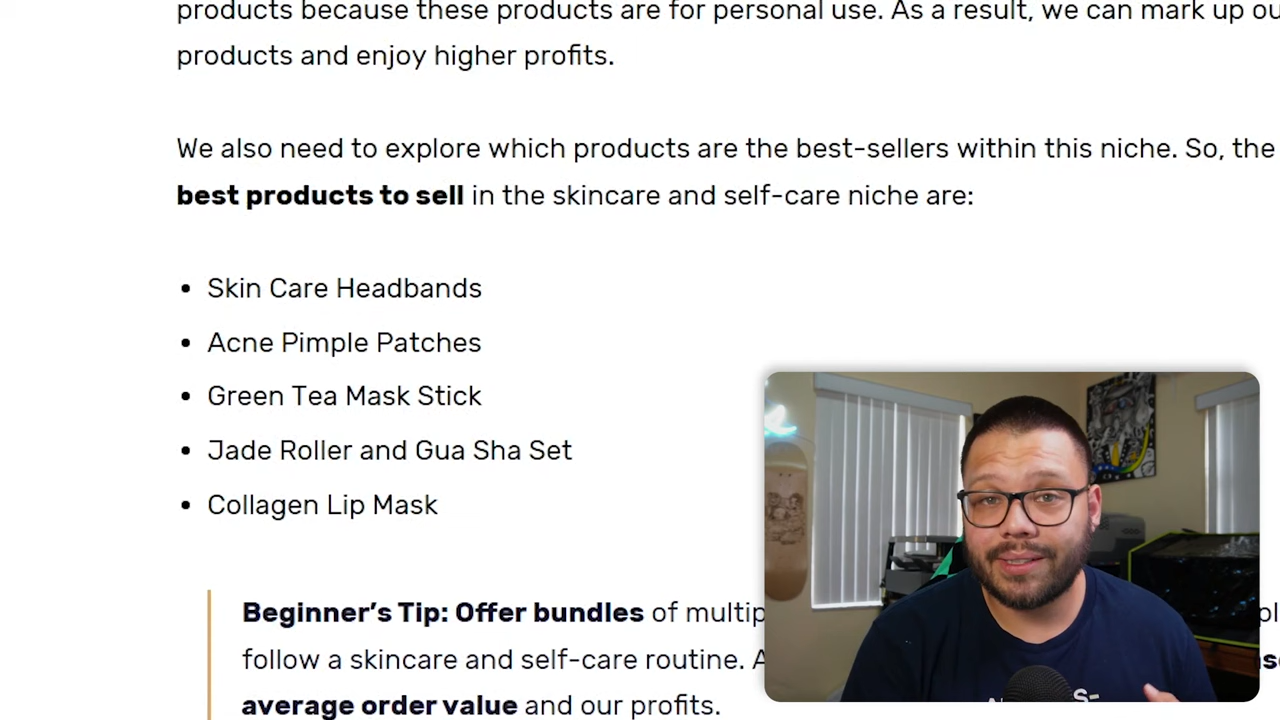 products because these products are for personal use. As a result, we can mark up
products and enjoy higher profits.
We also need to explore which products are the best-sellers within this niche. So, the
best products to sell in the skincare and self-care niche are:
• Skin Care Headbands
• Acne Pimple Patches
• Green Tea Mask Stick
• Jade Roller and Gua Sha Set
• Collagen Lip Mask
Beginner's Tip: Offer bundles of
follow a skincare and self-care routine.
average order value and our profits.